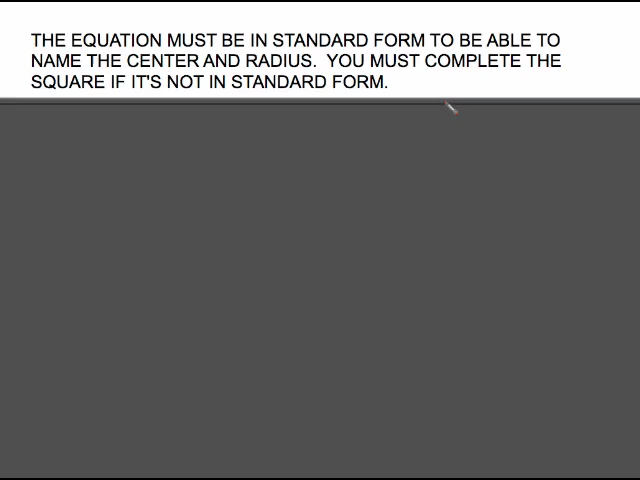 THE EQUATION MUST BE IN STANDARD FORM TO BE ABLE TO
NAME THE CENTER AND RADIUS.  YOU MUST COMPLETE THE
SQUARE IF IT'S NOT IN STANDARD FORM.